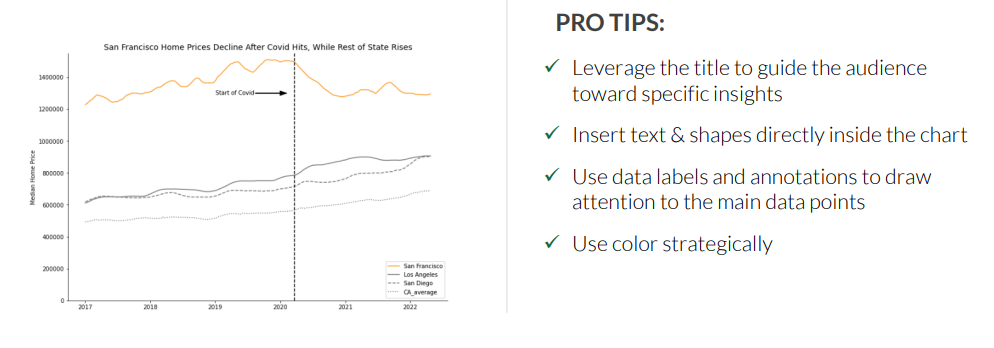 San Francisco Home Prices Decline After Covid Hits, While Rest of State Rises
1400000
1200000
1000000
800000
600000
400000
200000
0
Median Home Price
Start of Covid
San Francisco
Los Angeles
San Diego
CA_average
2017
2018
2019
2020
2021
2022
PRO TIPS:
✓ Leverage the title to guide the audience
toward specific insights
✓ Insert text & shapes directly inside the chart
✓ Use data labels and annotations to draw
attention to the main data points
✓ Use color strategically